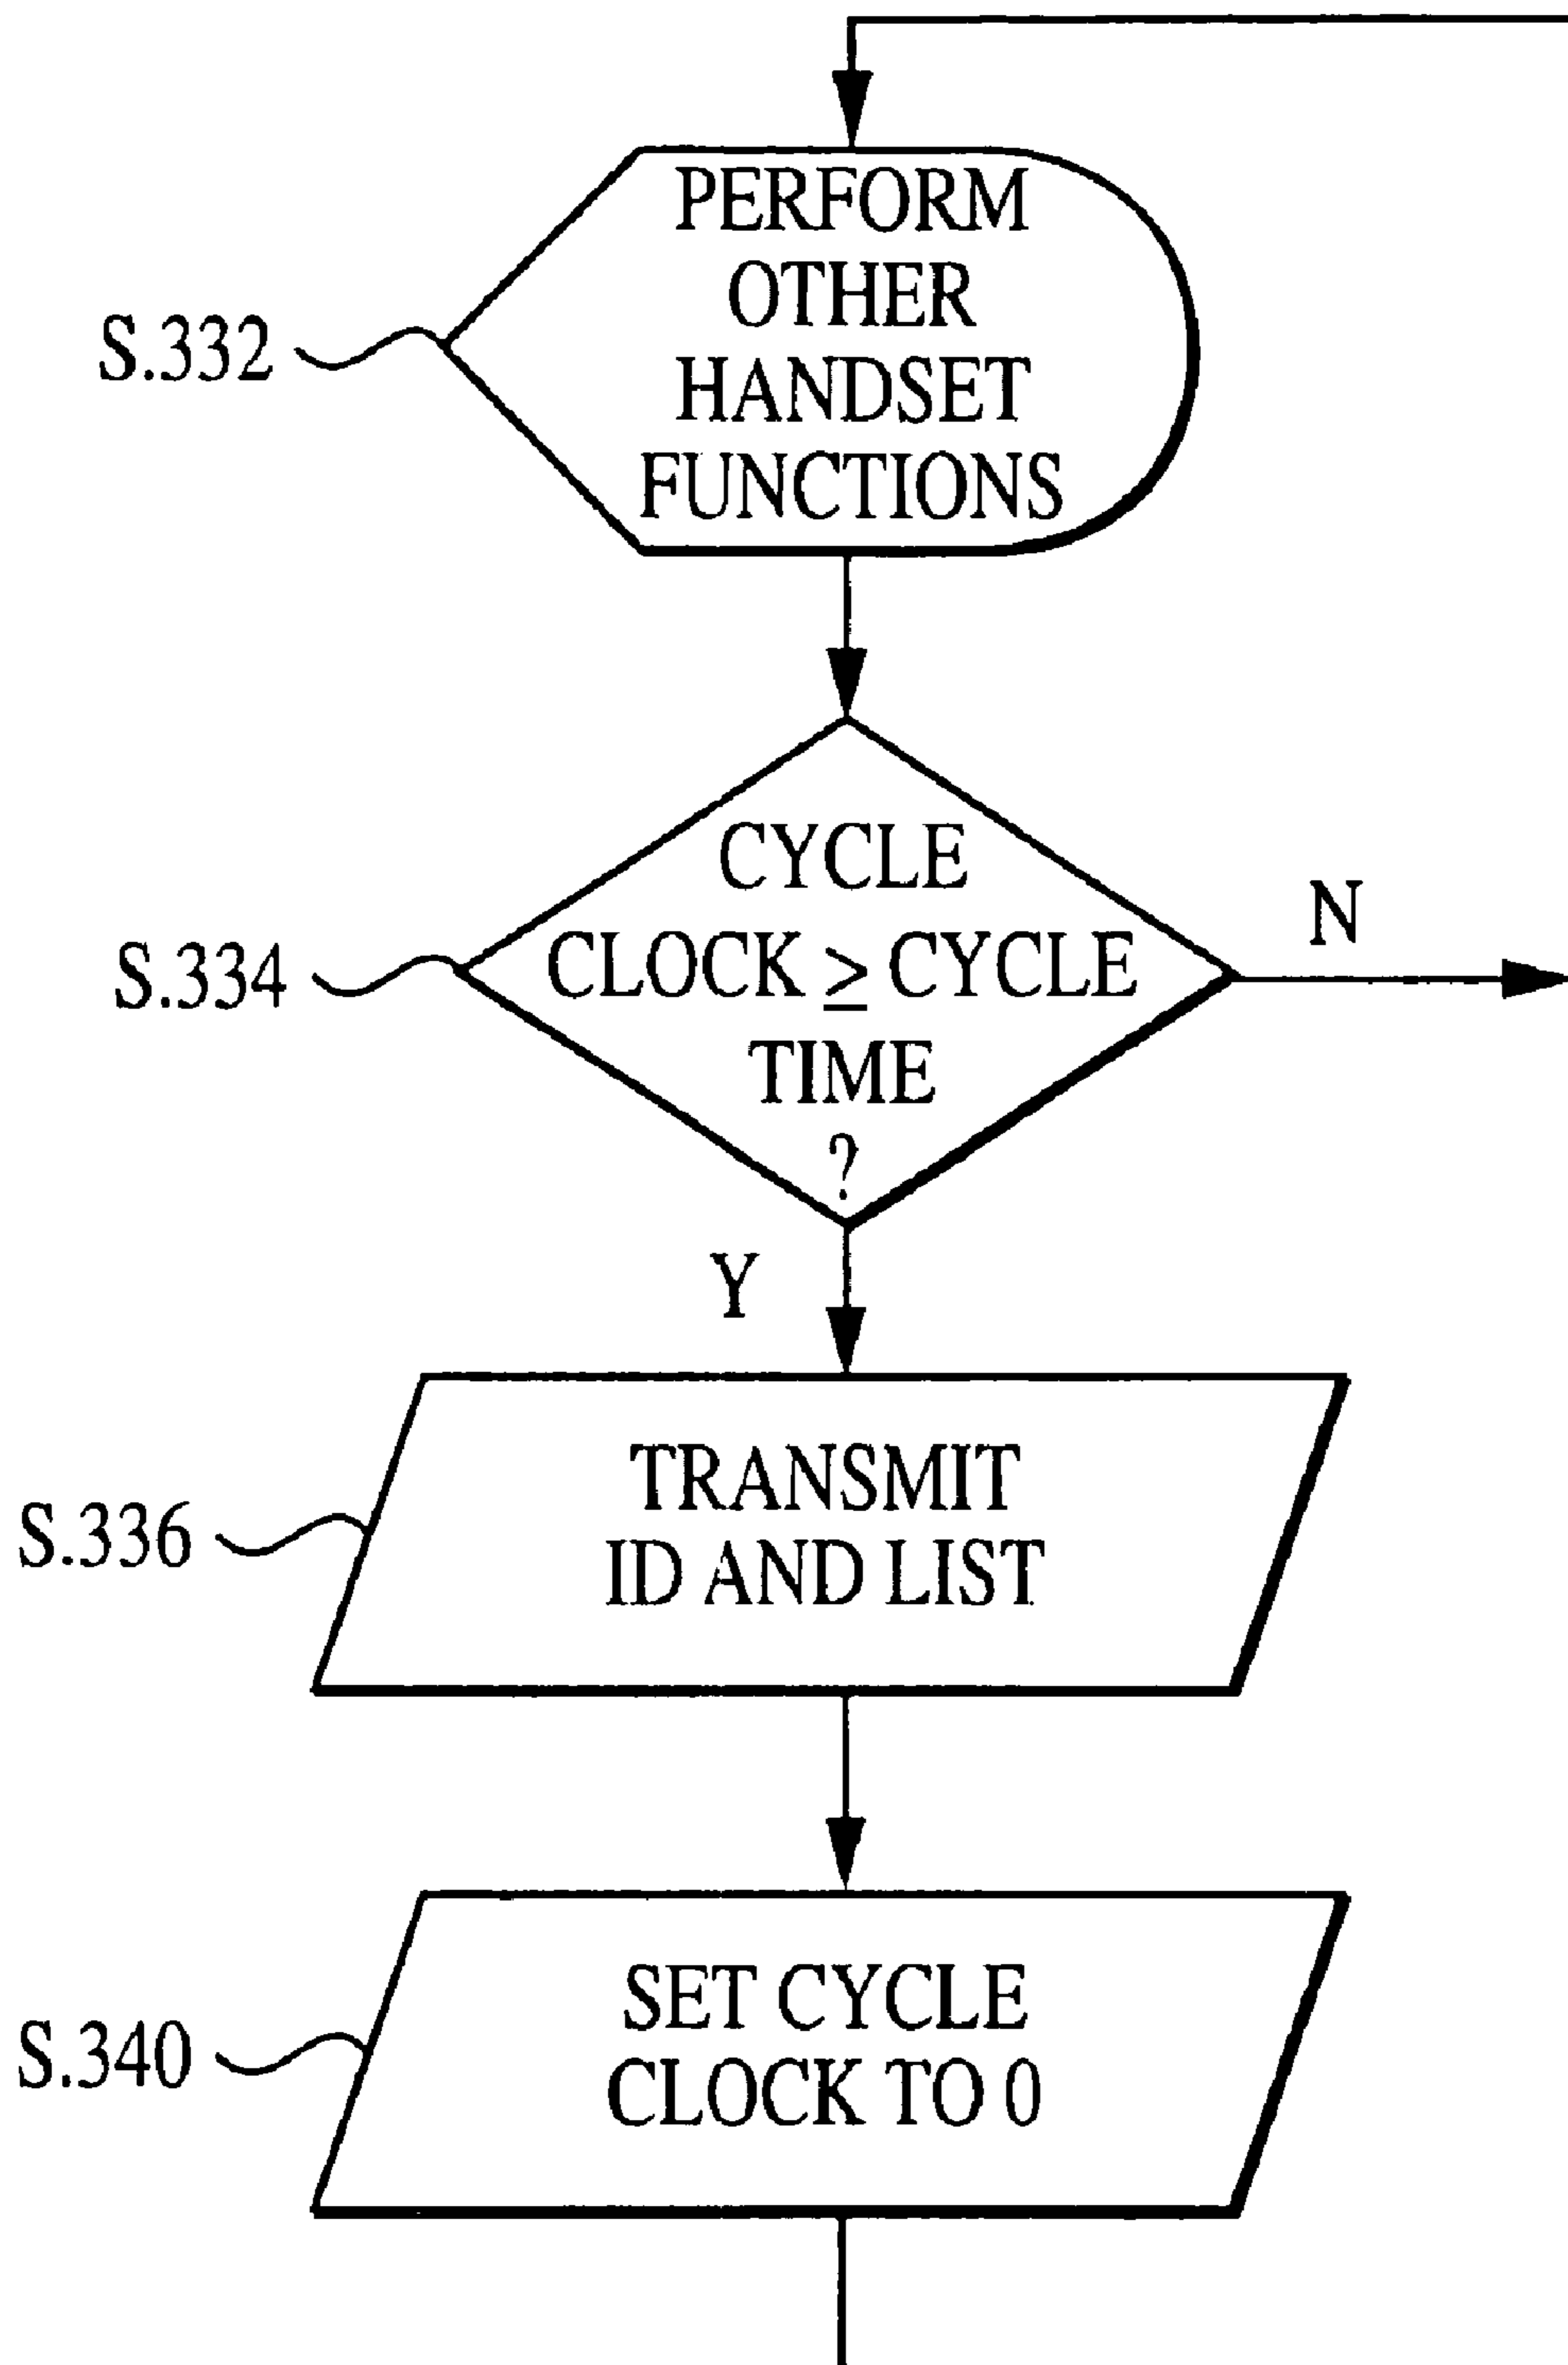 PERFORM
OTHER
HANDSET
FUNCTIONS
S.332
CYCLE
CLOCK ≥ CYCLE
TIME
?
S.334
N
Y
TRANSMIT
ID AND LIST
S.336
SET CYCLE
CLOCK TO 0
S.340